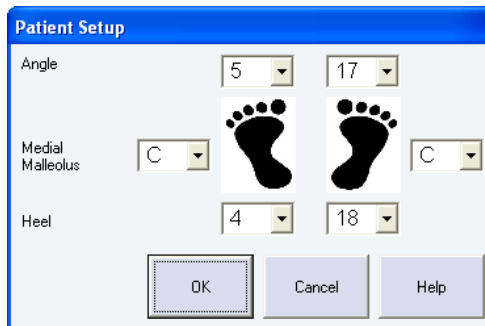 Patient Setup
Angle 5 17
Medial
Malleolus
C C
Heel 4 18
OK Cancel Help